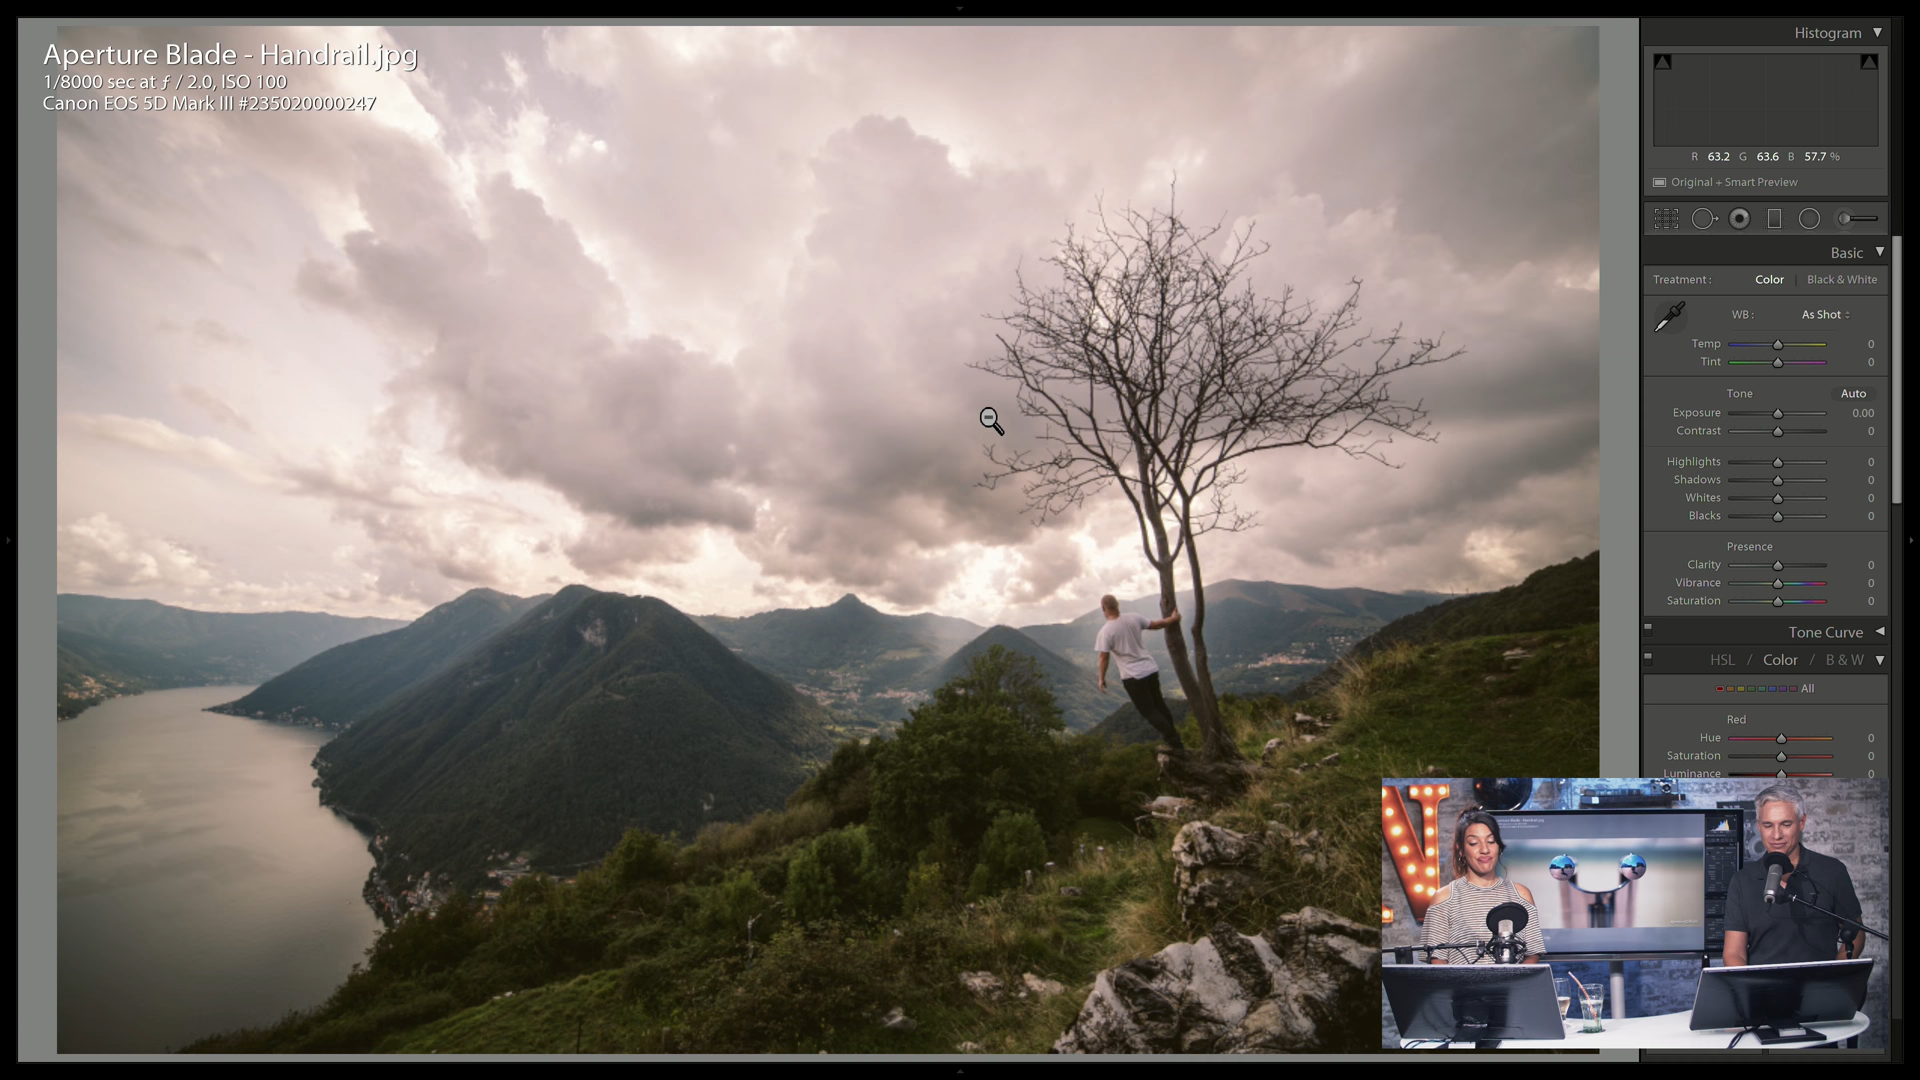 Aperture Blade - Handrail.jpg
1/8000 sec at ƒ / 2.0, ISO 100
Canon EOS 5D Mark III #235020000247
Histogram
R 63.2 G 63.6 B 57.7 %
Original + Smart Preview
Basic
Treatment : Color | Black & White
WB : As Shot
Temp 0
Tint 0
Tone Auto
Exposure 0.00
Contrast 0
Highlights 0
Shadows 0
Whites 0
Blacks 0
Presence
Clarity 0
Vibrance 0
Saturation 0
Tone Curve
HSL / Color / B & W
All
Red
Hue 0
Saturation 0
Luminance 0